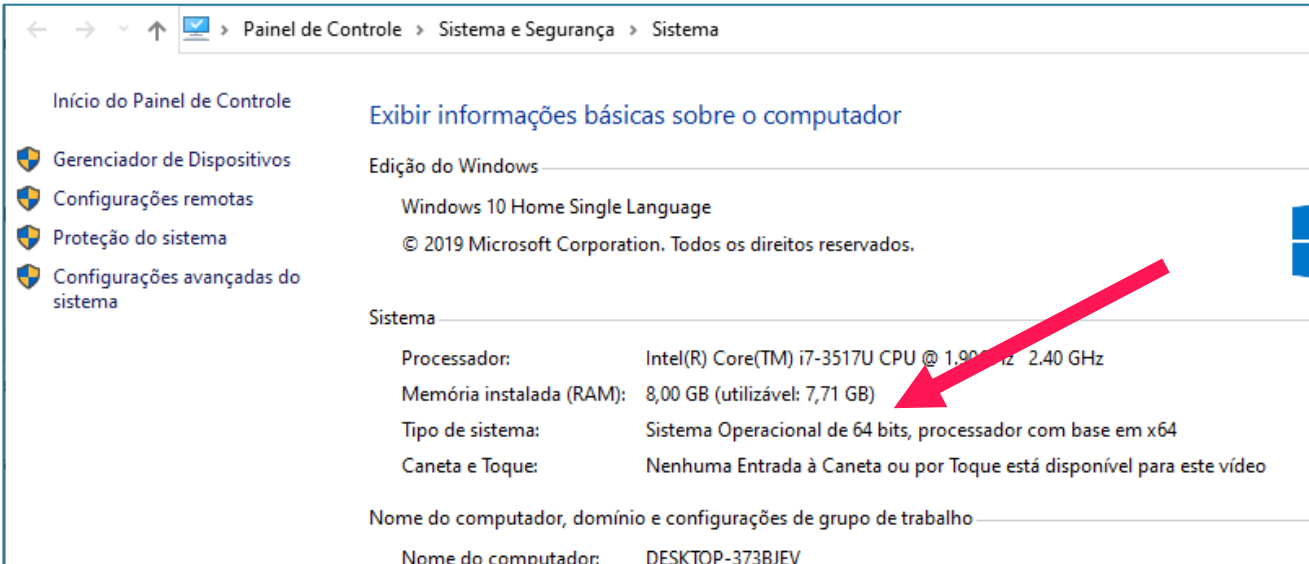 Painel de Controle > Sistema e Segurança > Sistema
Início do Painel de Controle
Gerenciador de Dispositivos
Configurações remotas
Proteção do sistema
Configurações avançadas do
sistema
Exibir informações básicas sobre o computador
Edição do Windows
Windows 10 Home Single Language
© 2019 Microsoft Corporation. Todos os direitos reservados.
Sistema
Processador: Intel(R) Core(TM) i7-3517U CPU @ 2.40 GHz
Memória instalada (RAM): 8,00 GB (utilizável: 7,71 GB)
Tipo de sistema: Sistema Operacional de 64 bits, processador com base em x64
Caneta e Toque: Nenhuma Entrada à Caneta ou por Toque está disponível para este vídeo
Nome do computador, domínio e configurações de grupo de trabalho
Nome do computador: DESKTOP-373BJEV